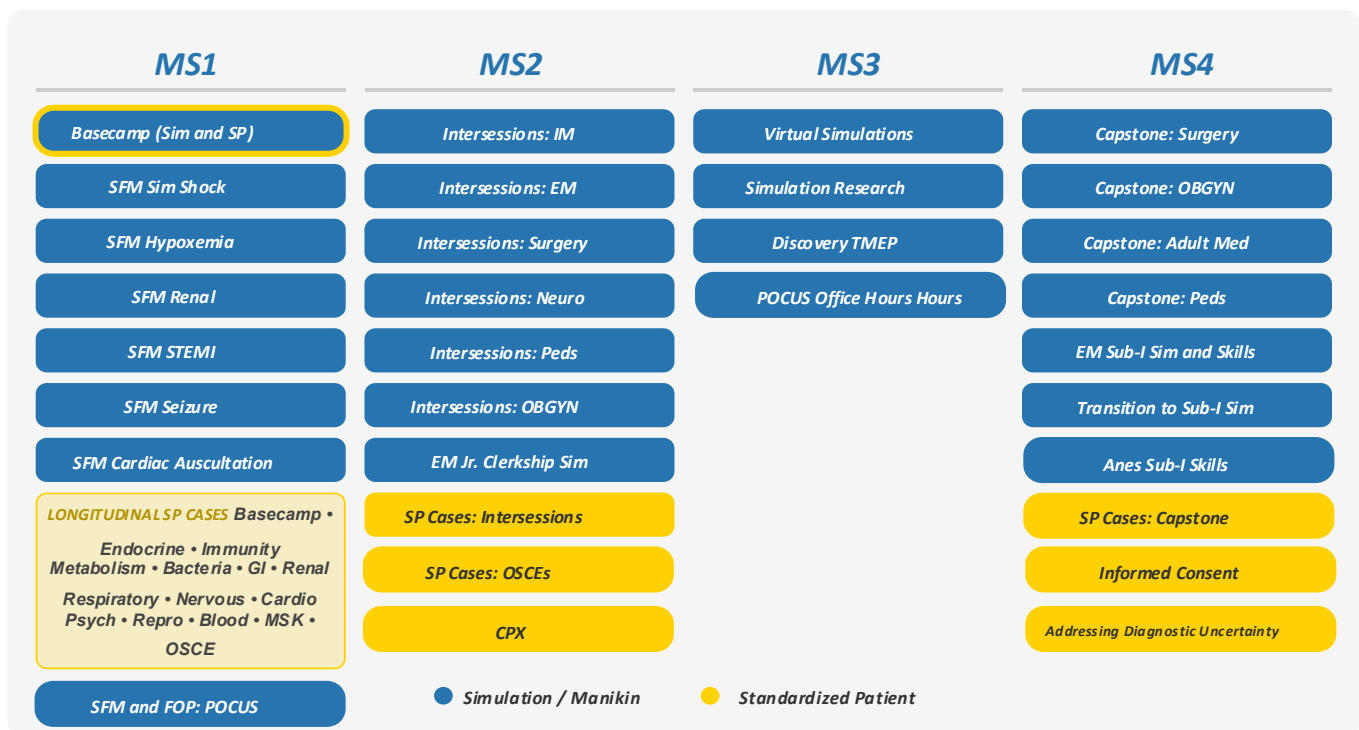 MS1
Basecamp (Sim and SP)
SFM Sim Shock
SFM Hypoxemia
SFM Renal
SFM STEMI
SFM Seizure
SFM Cardiac Auscultation
LONGITUDINAL SP CASES Basecamp •
Endocrine • Immunity
Metabolism • Bacteria • GI • Renal
Respiratory • Nervous • Cardio
Psych • Repro • Blood • MSK •
OSCE
SFM and FOP: POCUS
MS2
Intersessions: IM
Intersessions: EM
Intersessions: Surgery
Intersessions: Neuro
Intersessions: Peds
Intersessions: OBGYN
EM Jr. Clerkship Sim
SP Cases: Intersessions
SP Cases: OSCEs
CPX
MS3
Virtual Simulations
Simulation Research
Discovery TMEP
POCUS Office Hours Hours
MS4
Capstone: Surgery
Capstone: OBGYN
Capstone: Adult Med
Capstone: Peds
EM Sub-I Sim and Skills
Transition to Sub-I Sim
Anes Sub-I Skills
SP Cases: Capstone
Informed Consent
Addressing Diagnostic Uncertainty
Simulation / Manikin
Standardized Patient